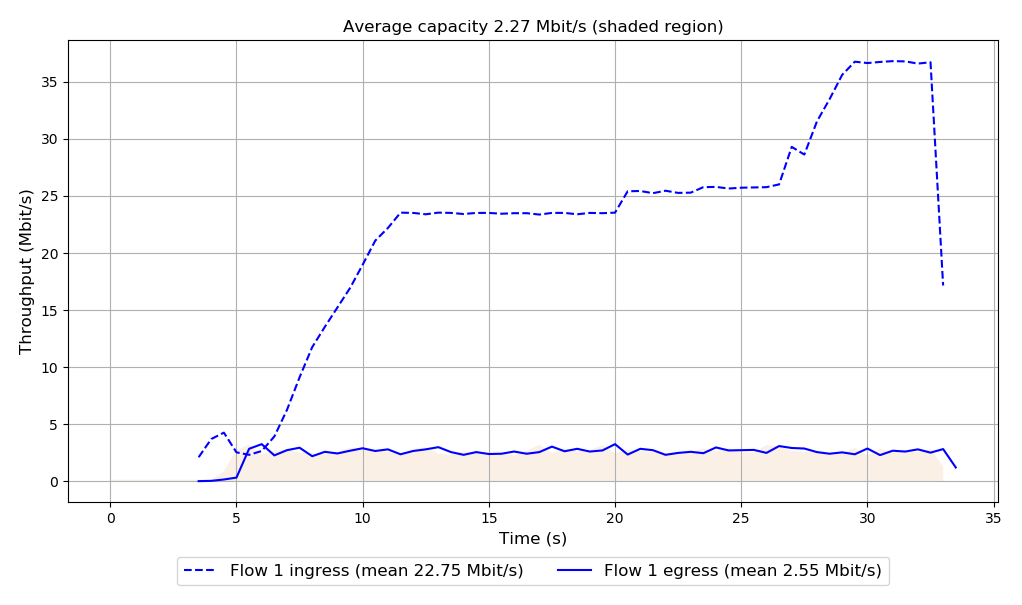 Average capacity 2.27 Mbit/s (shaded region)
Throughput (Mbit/s)
35
30
25
20
15
10
5
0
0 5 10 15 20 25 30 35
Time (s)
Flow 1 ingress (mean 22.75 Mbit/s) Flow 1 egress (mean 2.55 Mbit/s)